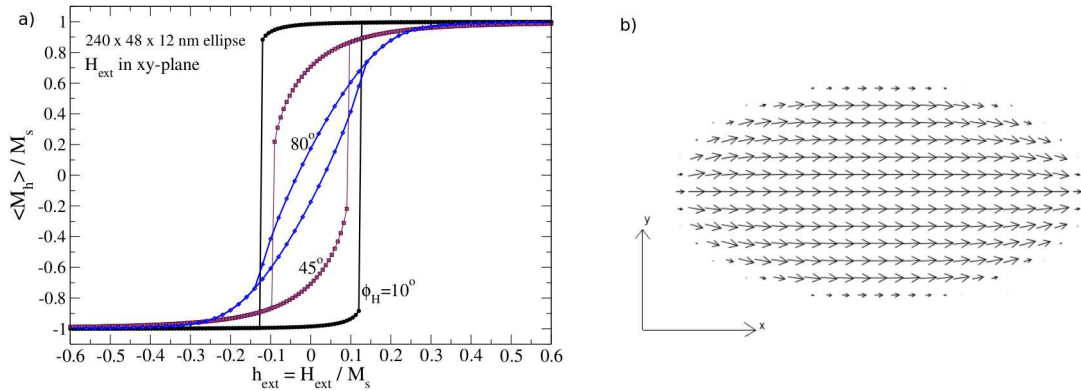 a)
240 x 48 x 12 nm ellipse
H_ext in xy-plane
80°
45°
ϕ_H=10°
<M_h> / M_s
1
0.8
0.6
0.4
0.2
0
-0.2
-0.4
-0.6
-0.8
-1
-0.6 -0.5 -0.4 -0.3 -0.2 -0.1 0 0.1 0.2 0.3 0.4 0.5 0.6
h_ext = H_ext / M_s
b)
y
x